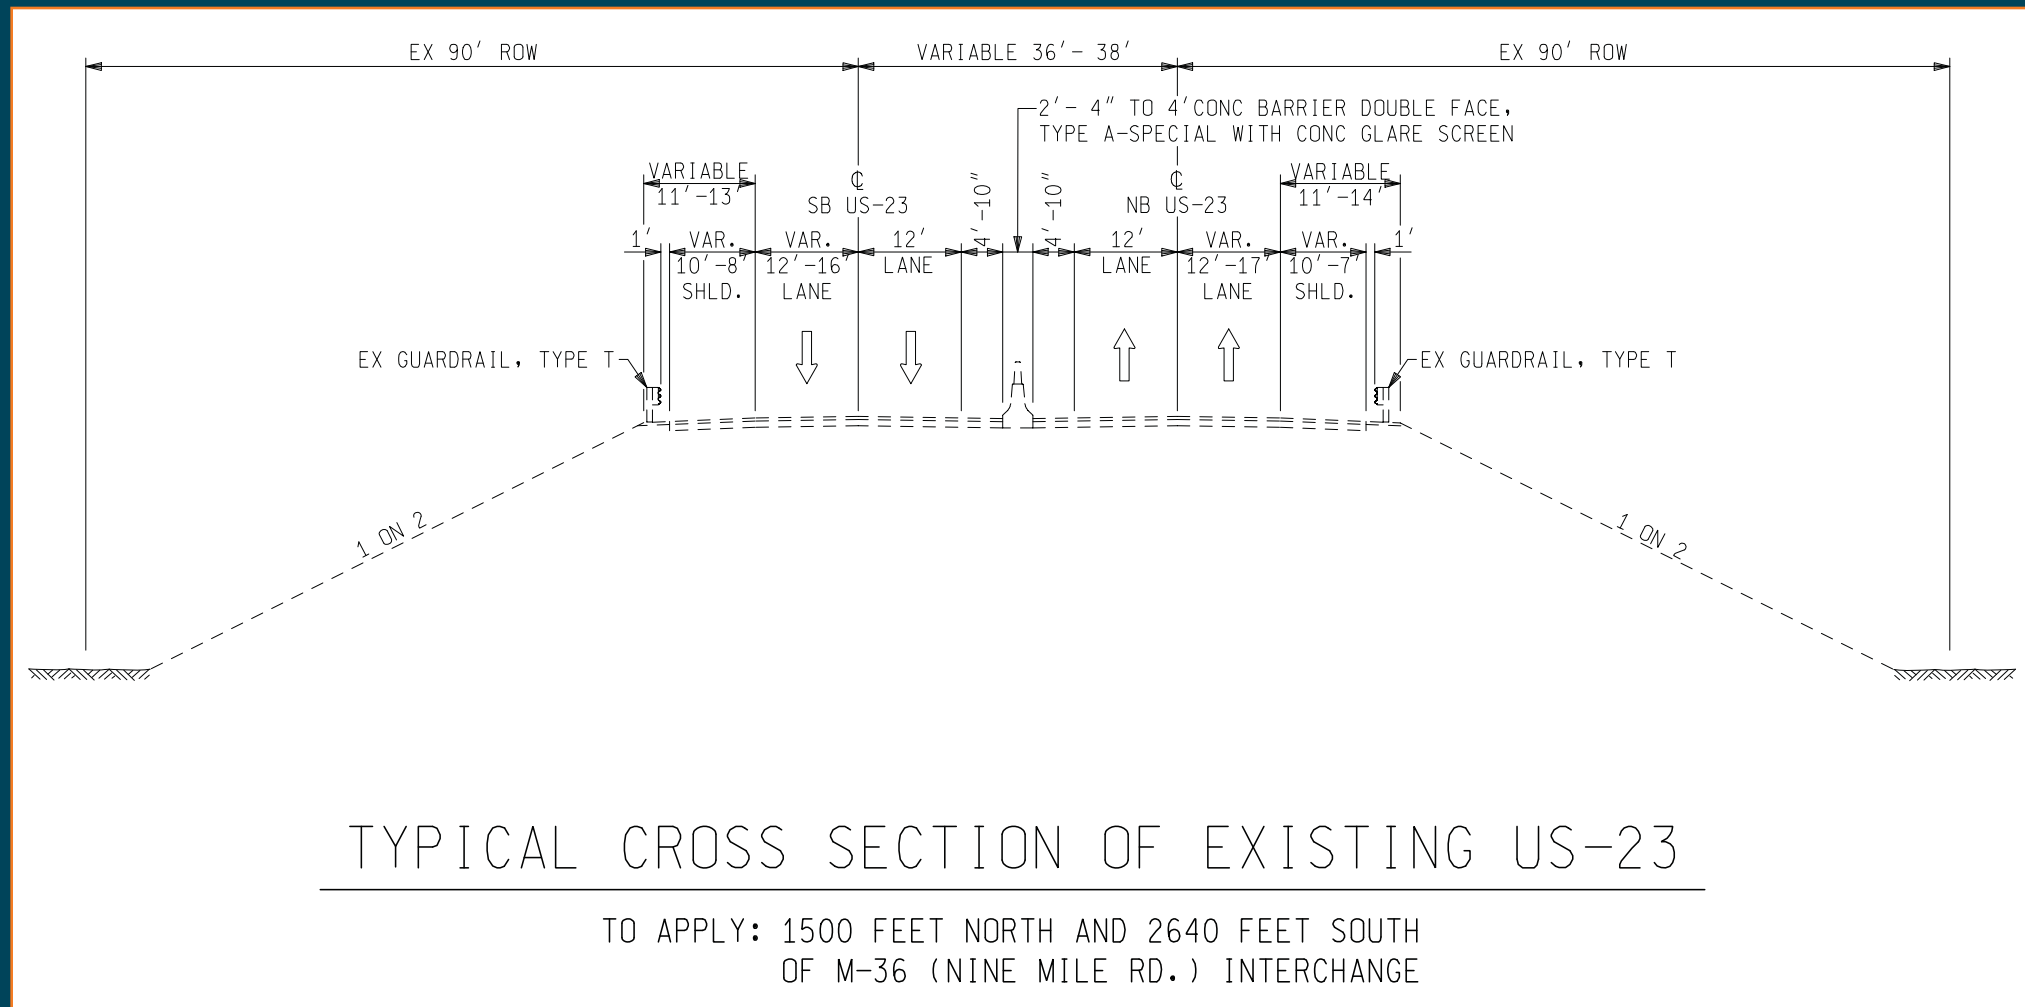 EX 90' ROW
VARIABLE 36'- 38'
EX 90' ROW
2'- 4" TO 4'CONC BARRIER DOUBLE FACE,
TYPE A-SPECIAL WITH CONC GLARE SCREEN
VARIABLE
11'-13'
℄
SB US-23
4'-10"
4'-10"
℄
NB US-23
VARIABLE
11'-14'
1'
VAR.
10'-8'
SHLD.
VAR.
12'-16'
LANE
12'
LANE
12'
LANE
VAR.
12'-17'
LANE
VAR.
10'-7'
SHLD.
1'
EX GUARDRAIL, TYPE T
EX GUARDRAIL, TYPE T
1 ON 2
1 ON 2
TYPICAL CROSS SECTION OF EXISTING US-23
TO APPLY: 1500 FEET NORTH AND 2640 FEET SOUTH
OF M-36 (NINE MILE RD.) INTERCHANGE